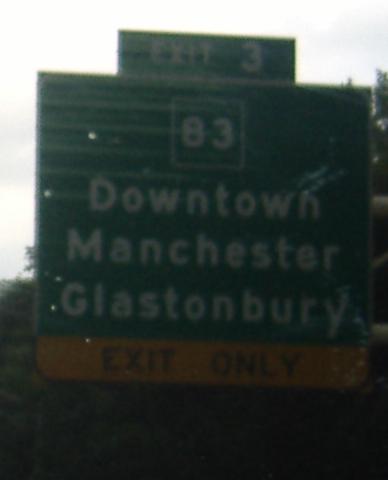 EXIT 3
83
Downtown
Manchester
Glastonbury
EXIT ONLY